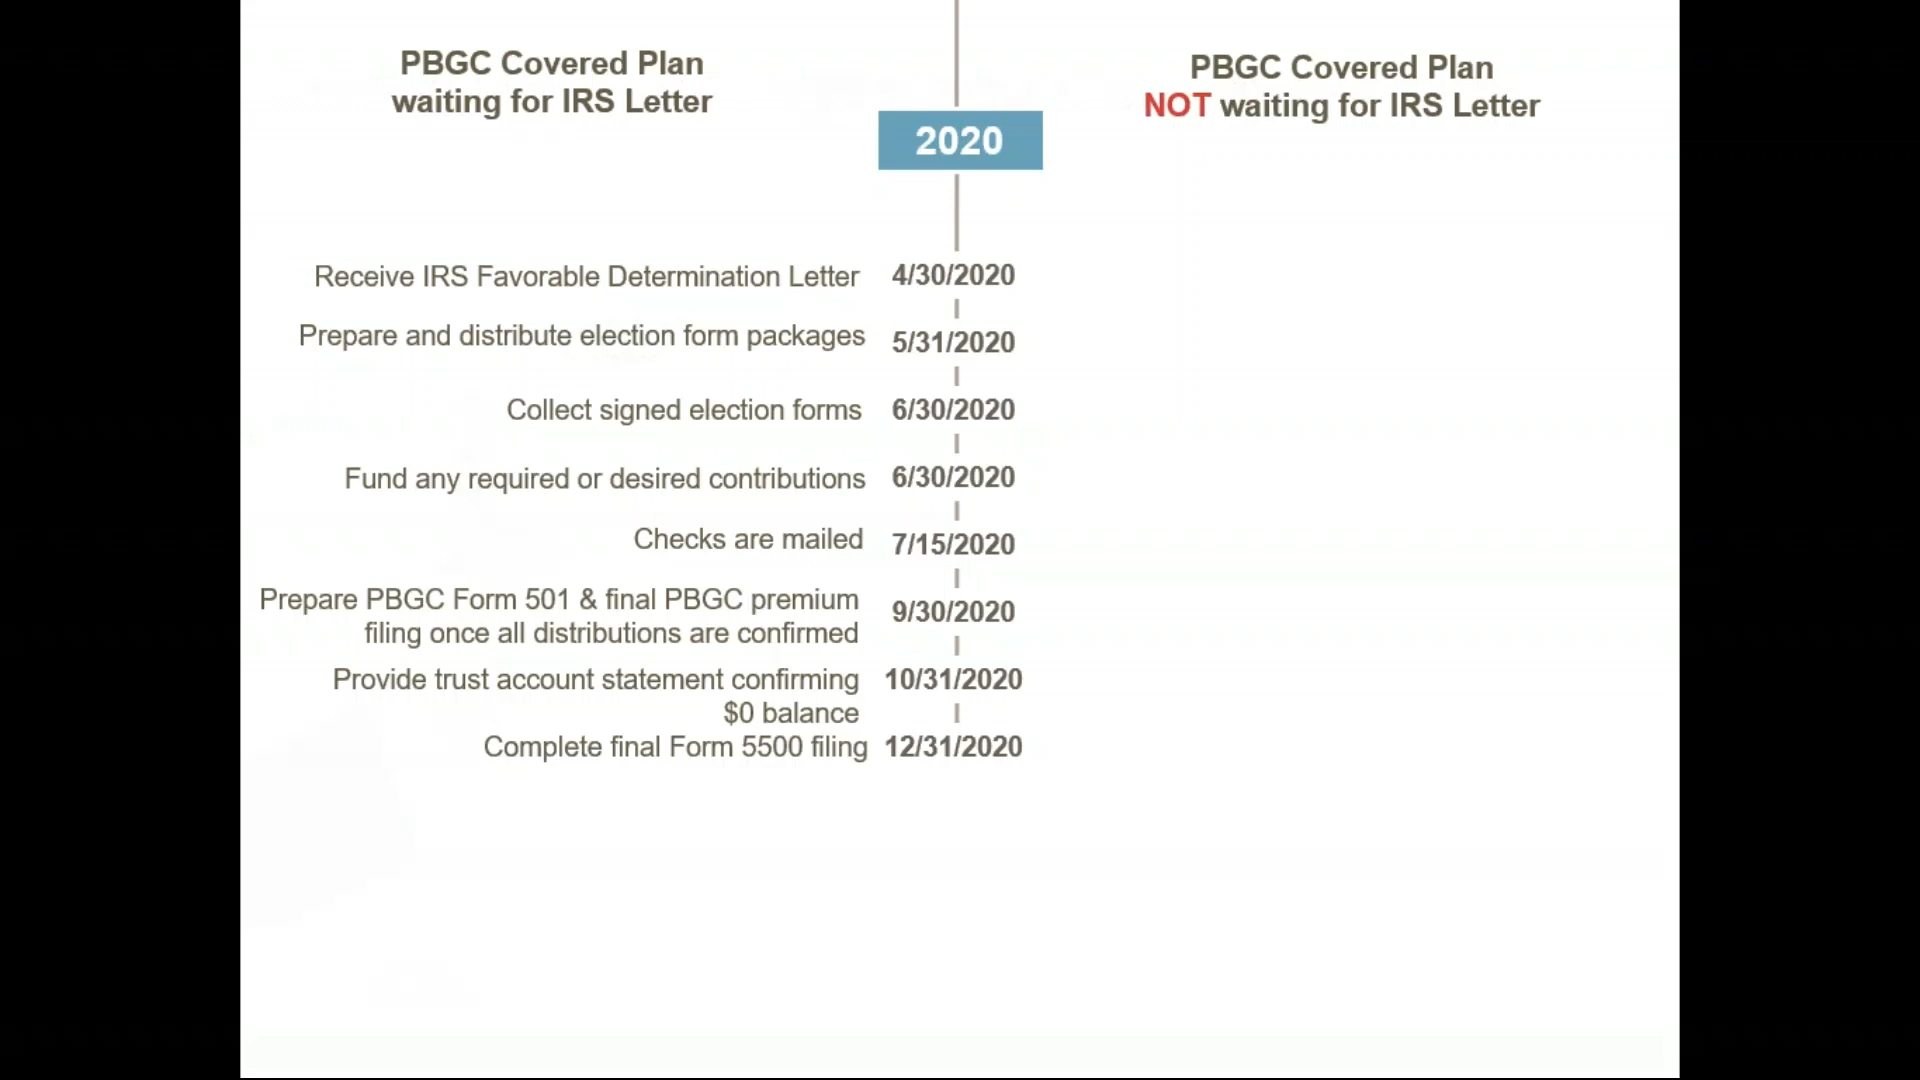 PBGC Covered Plan
waiting for IRS Letter
PBGC Covered Plan
NOT waiting for IRS Letter
2020
Receive IRS Favorable Determination Letter 4/30/2020
Prepare and distribute election form packages 5/31/2020
Collect signed election forms 6/30/2020
Fund any required or desired contributions 6/30/2020
Checks are mailed 7/15/2020
Prepare PBGC Form 501 & final PBGC premium
filing once all distributions are confirmed
9/30/2020
Provide trust account statement confirming 10/31/2020
$0 balance
Complete final Form 5500 filing 12/31/2020